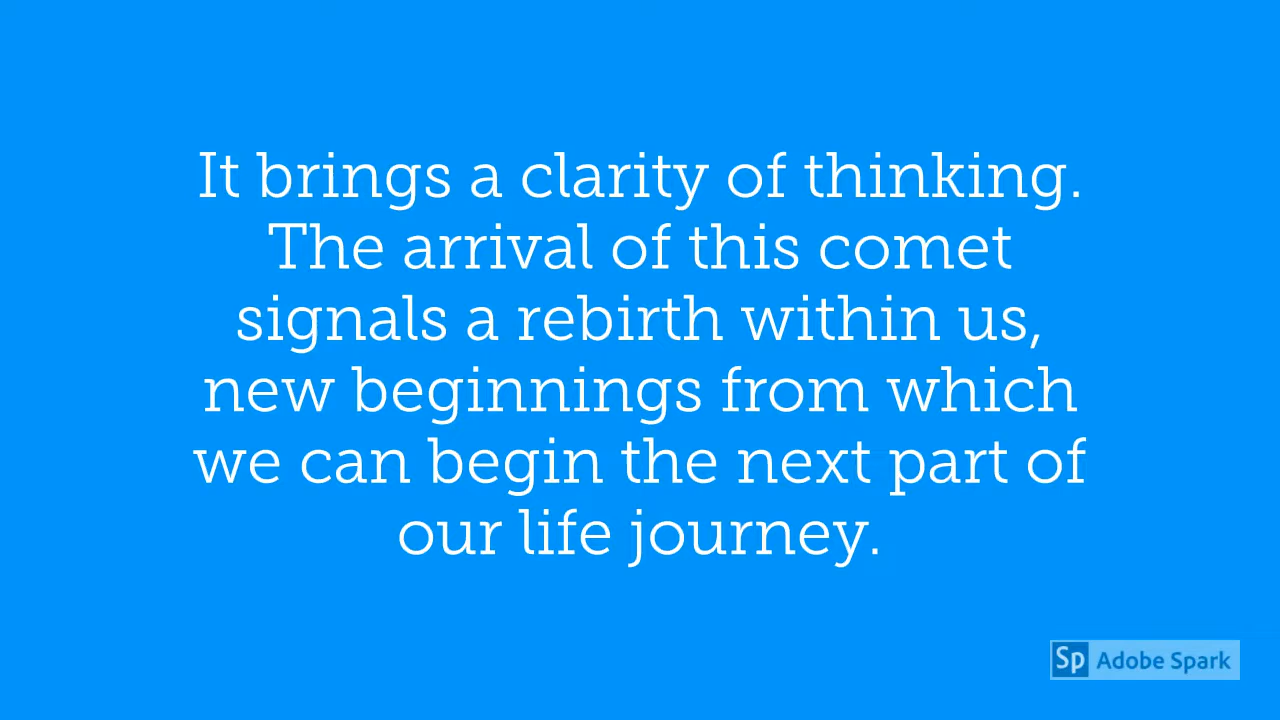 It brings a clarity of thinking.
The arrival of this comet
signals a rebirth within us,
new beginnings from which
we can begin the next part of
our life journey.
Sp Adobe Spark